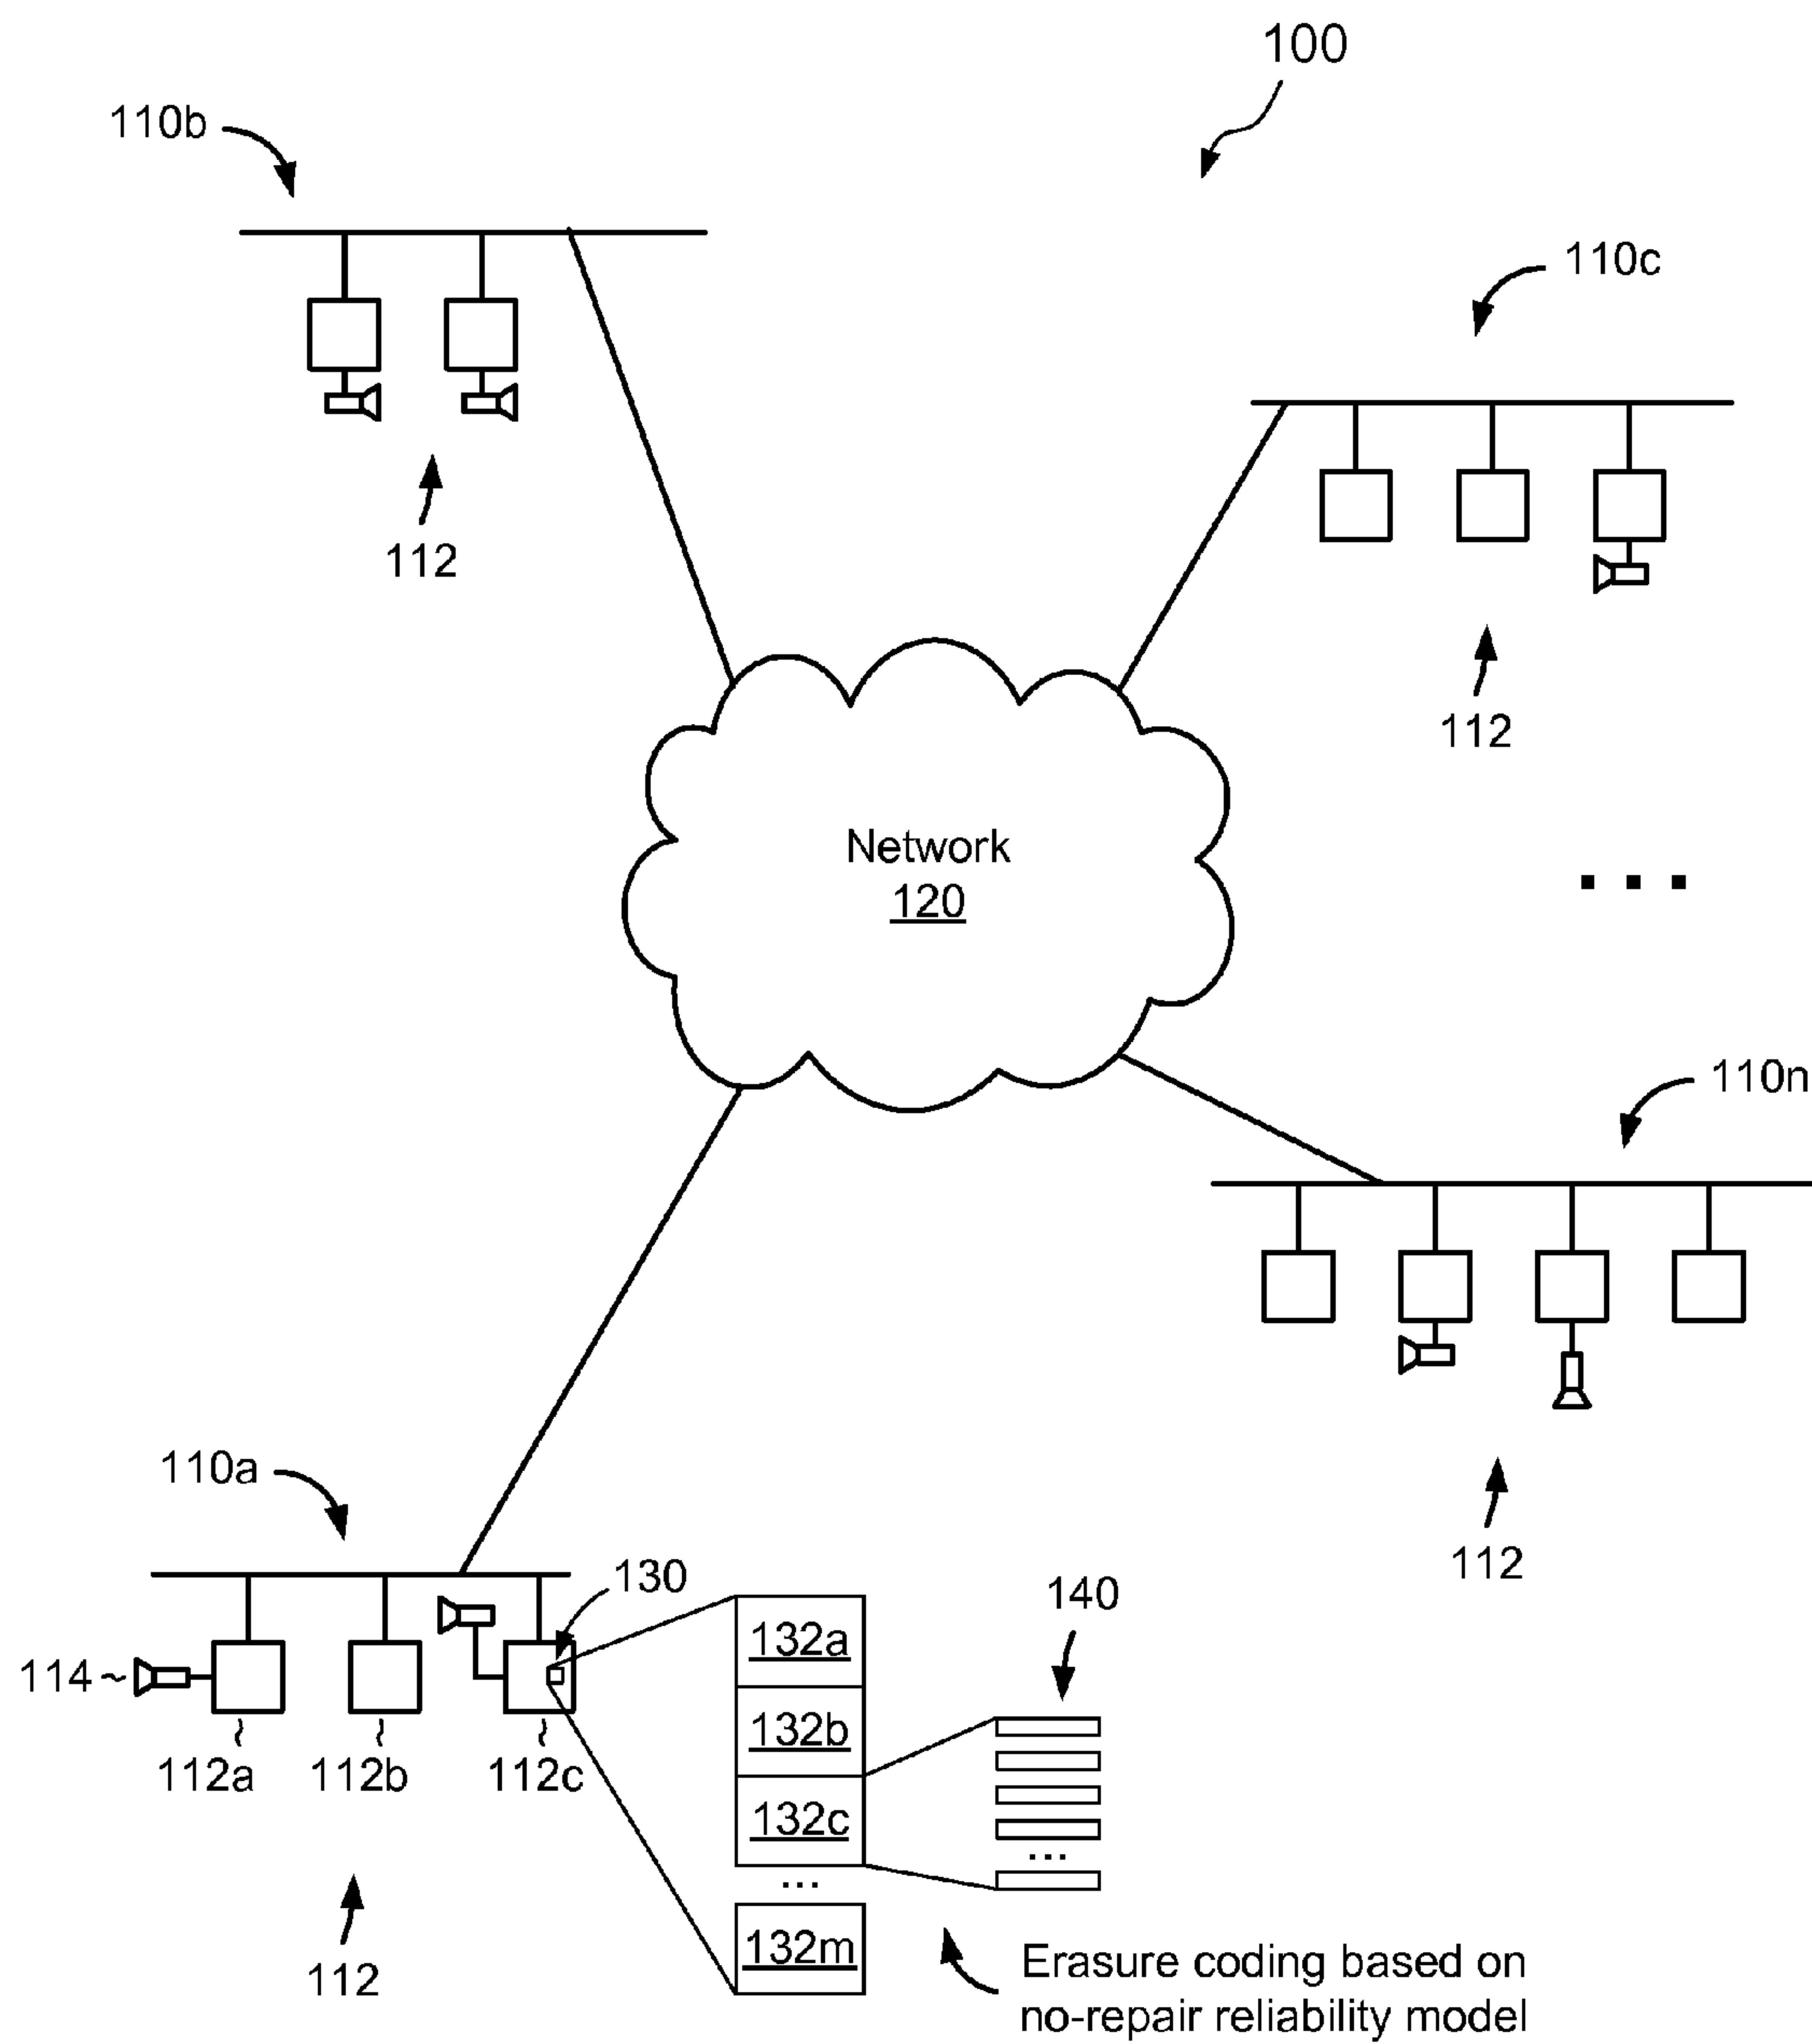 100
110b
110c
112
112
Network
120
. . .
110n
110a
112
130
140
114
132a
132b
132c
...
...
132m
112a
112b
112c
112
Erasure coding based on
no-repair reliability model